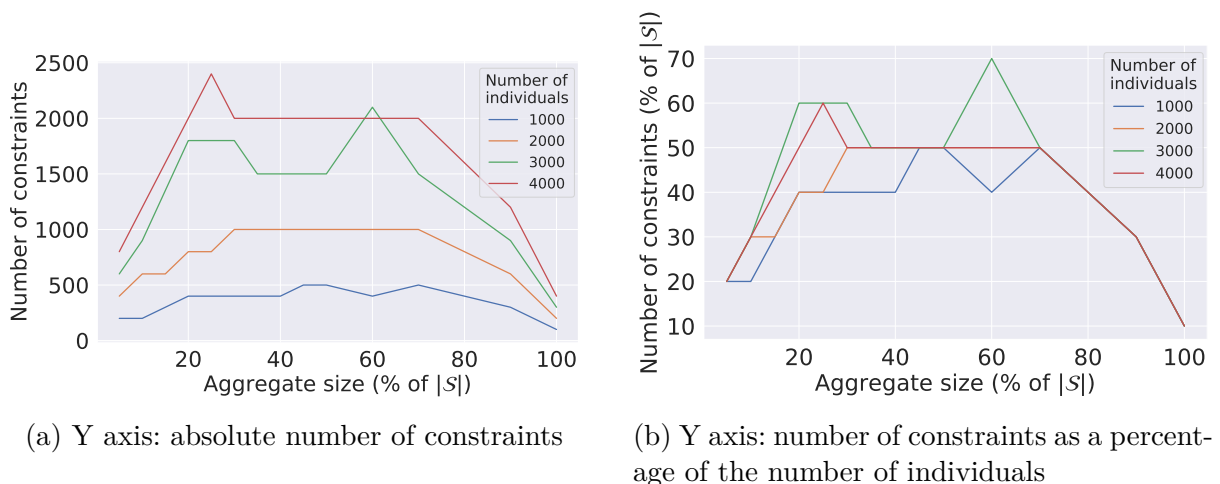 Number of constraints
2500
2000
1500
1000
500
0
20
40
60
80
100
Aggregate size (% of |𝒮|)
Number of
individuals
1000
2000
3000
4000
(a) Y axis: absolute number of constraints
Number of constraints (% of |𝒮|)
70
60
50
40
30
20
10
20
40
60
80
100
Aggregate size (% of |𝒮|)
Number of
individuals
1000
2000
3000
4000
(b) Y axis: number of constraints as a percent-
age of the number of individuals